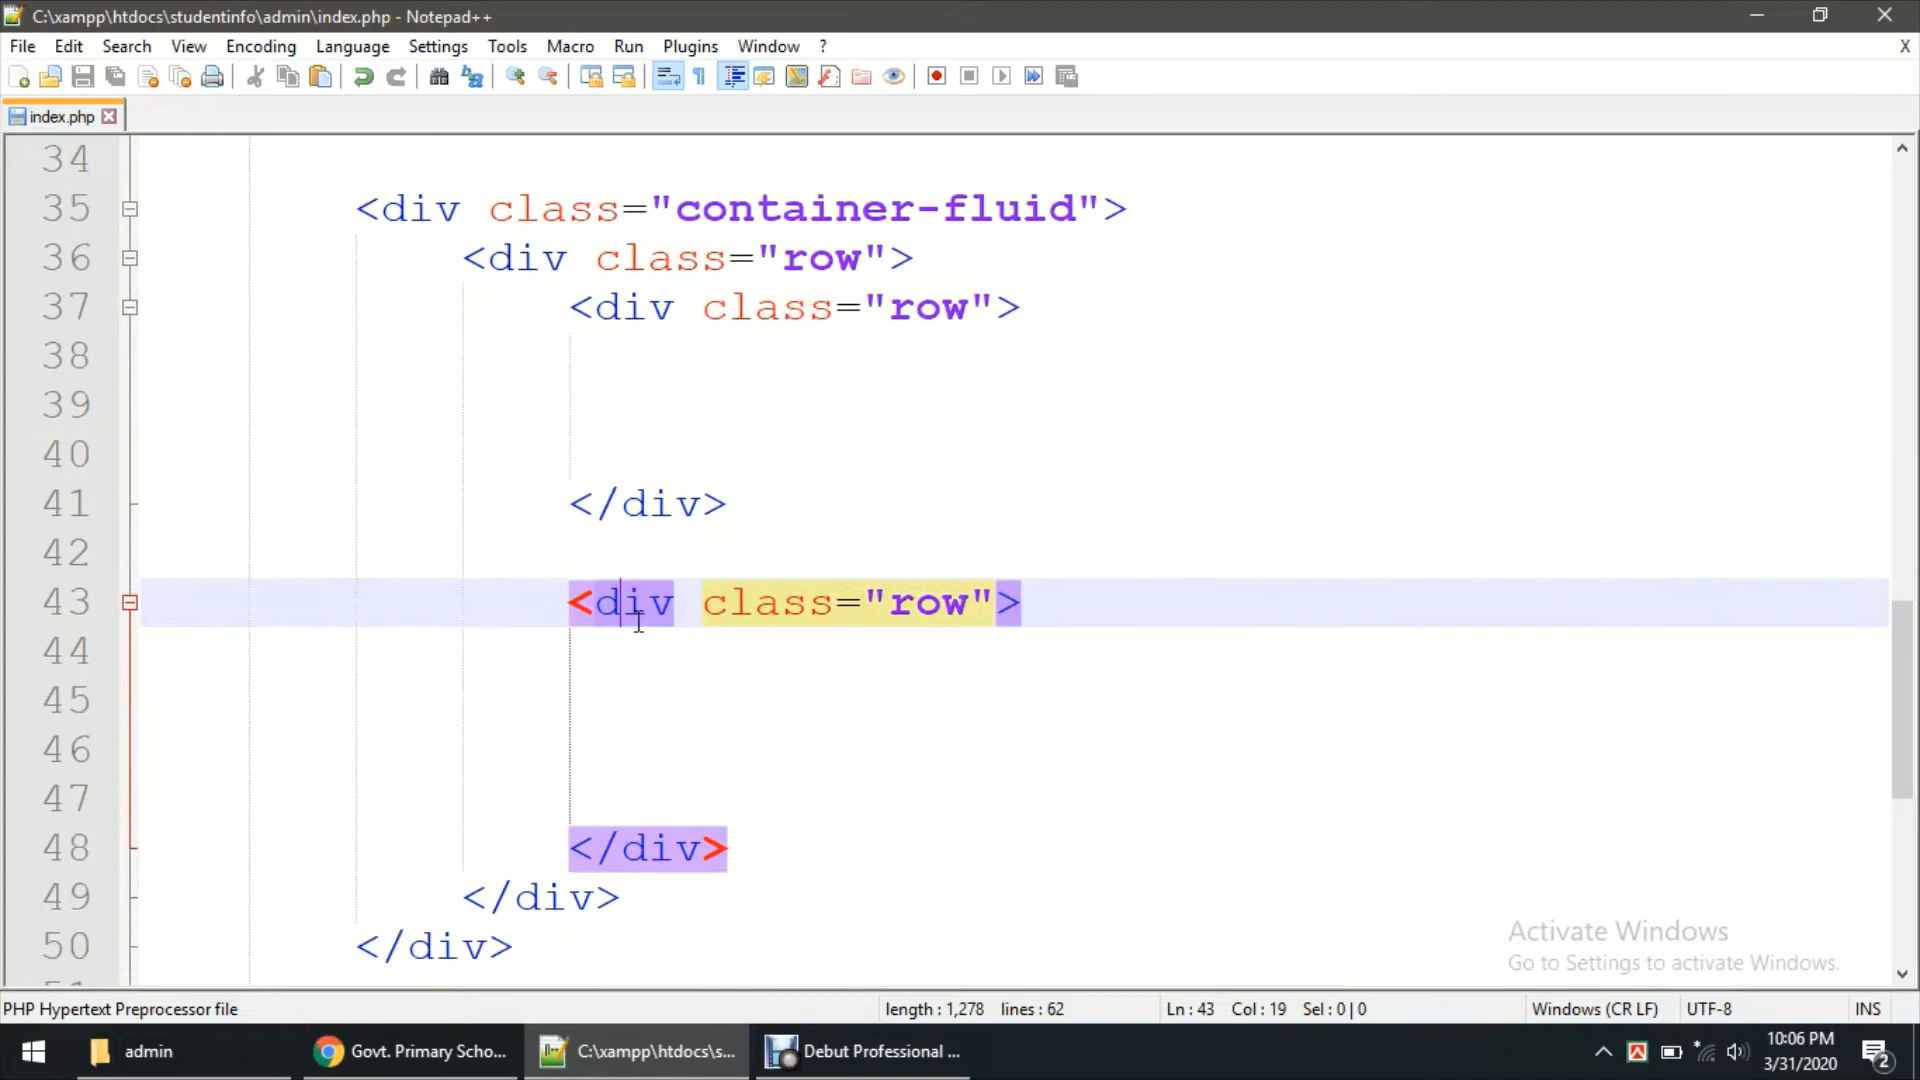 C:\xampp\htdocs\studentinfo\admin\index.php - Notepad++
File Edit Search View Encoding Language Settings Tools Macro Run Plugins Window ? X
index.php
34
35 <div class="container-fluid">
36 <div class="row">
37 <div class="row">
38
39
40
41 </div>
42
43 <div class="row">
44
45
46
47
48 </div>
49 </div>
50 </div>
Activate Windows
Go to Settings to activate Windows.
PHP Hypertext Preprocessor file length : 1,278 lines : 62 Ln : 43 Col : 19 Sel : 0 | 0 Windows (CR LF) UTF-8 INS
admin Govt. Primary Scho... C:\xampp\htdocs\s... Debut Professional ... 10:06 PM
3/31/2020 2